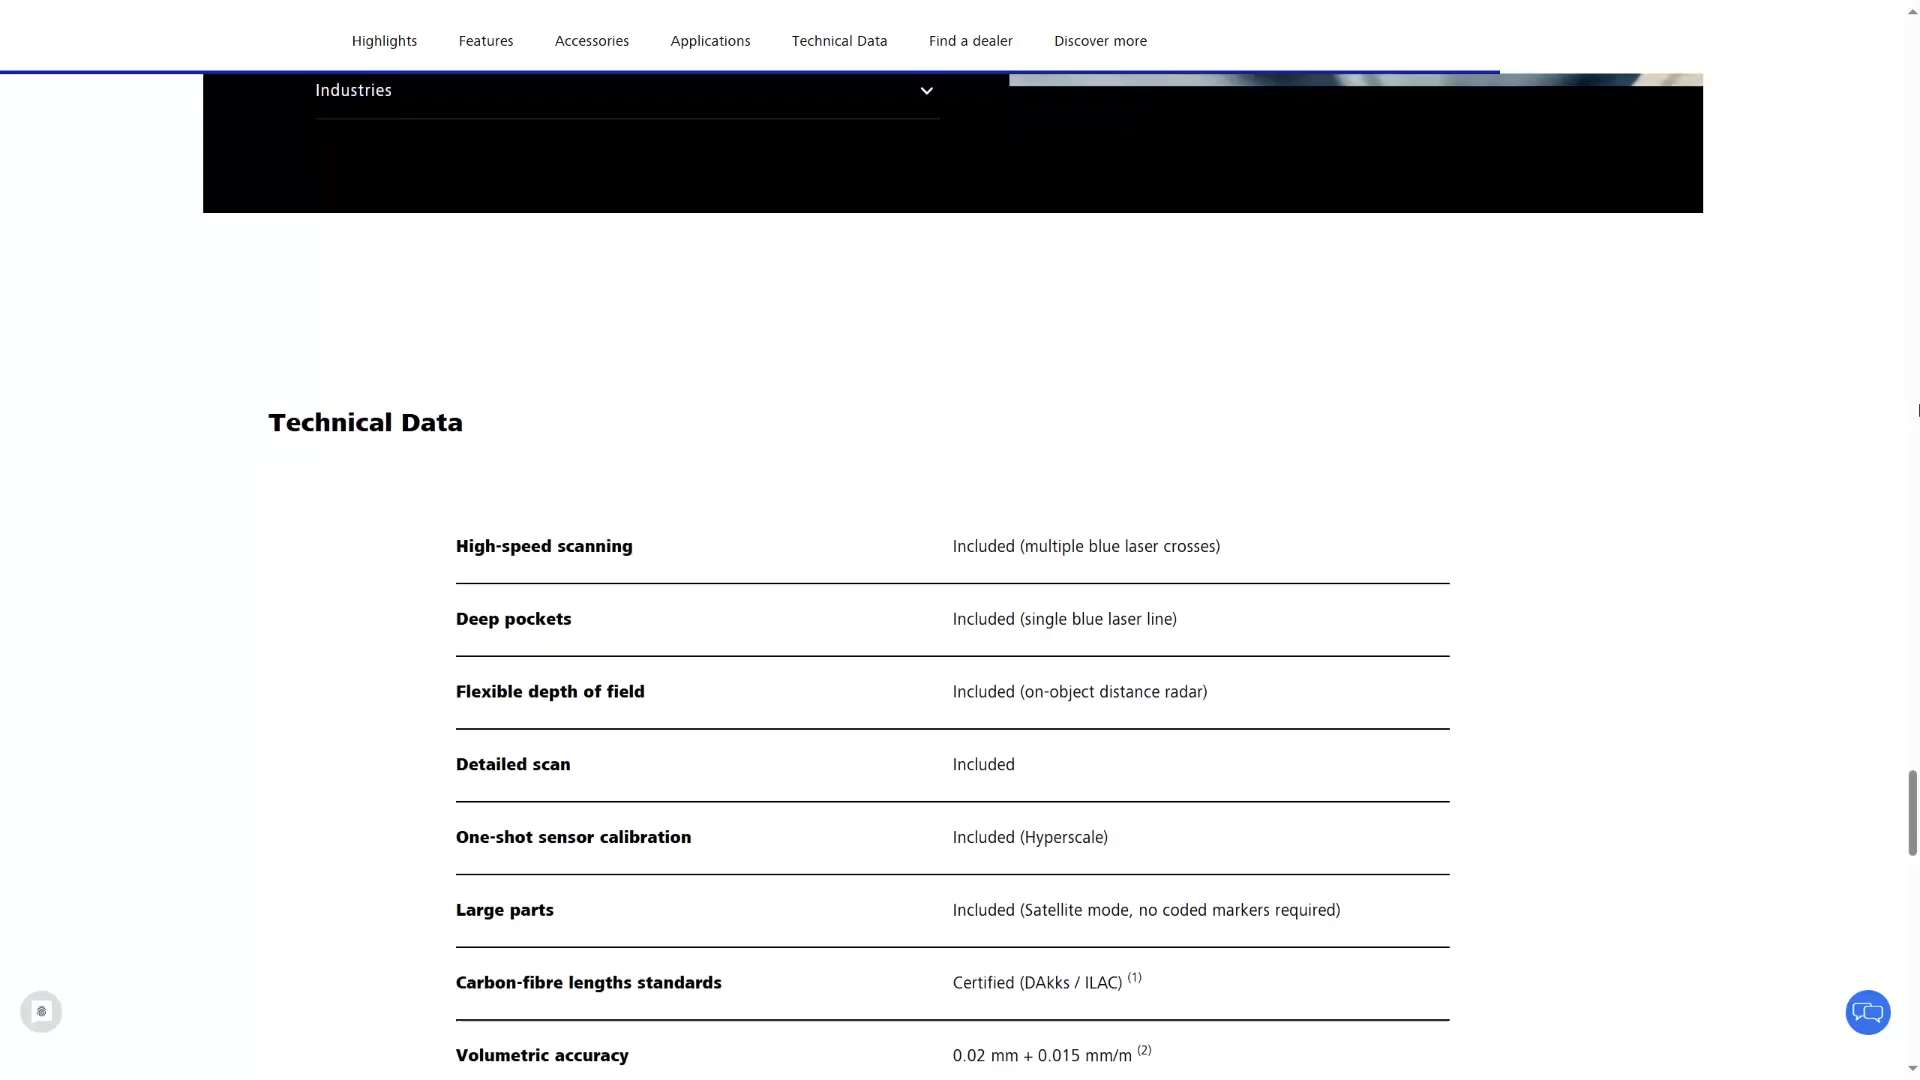 Highlights Features Accessories Applications Technical Data Find a dealer Discover more
Industries
Technical Data
High-speed scanning Included (multiple blue laser crosses)
Deep pockets Included (single blue laser line)
Flexible depth of field Included (on-object distance radar)
Detailed scan Included
One-shot sensor calibration Included (Hyperscale)
Large parts Included (Satellite mode, no coded markers required)
Carbon-fibre lengths standards Certified (DAkks / ILAC) (1)
Volumetric accuracy 0.02 mm + 0.015 mm/m (2)